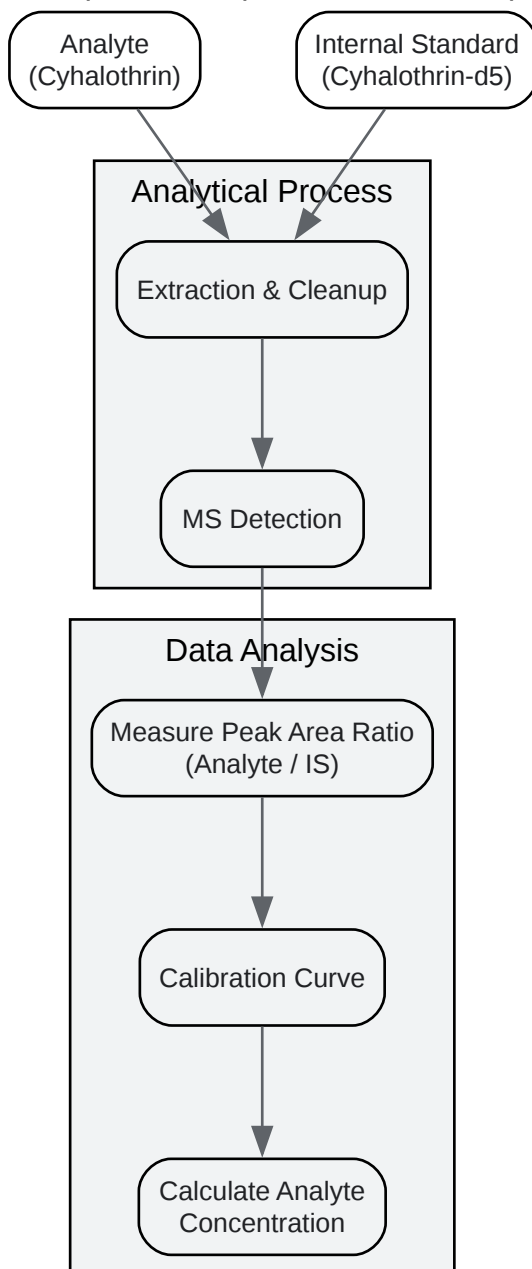 Analyte
(Cyhalothrin)
Internal Standard
(Cyhalothrin-d5)
Analytical Process
Extraction & Cleanup
MS Detection
Data Analysis
Measure Peak Area Ratio
(Analyte / IS)
Calibration Curve
Calculate Analyte
Concentration